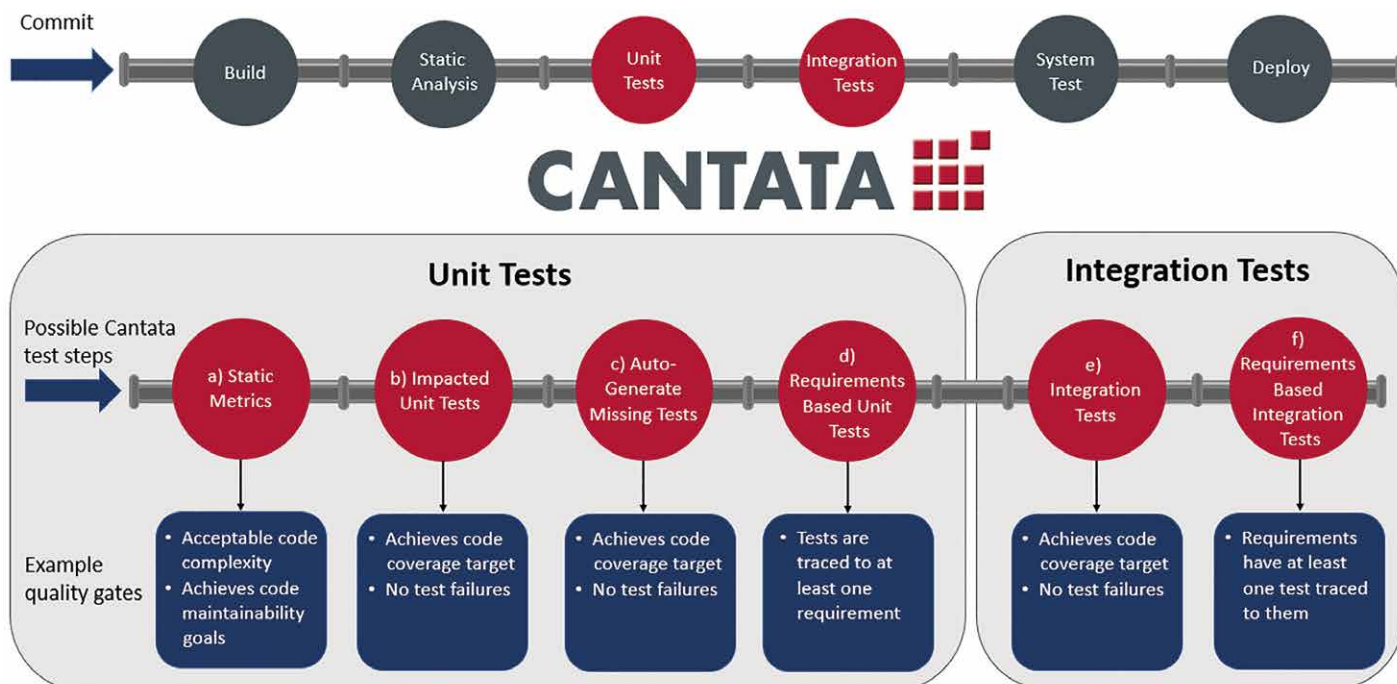 Commit
Build
Static
Analysis
Unit
Tests
Integration
Tests
System
Test
Deploy
CANTATA
Unit Tests
Integration Tests
Possible Cantata
test steps
a) Static
Metrics
b) Impacted
Unit Tests
c) Auto-
Generate
Missing Tests
d)
Requirements
Based Unit
Tests
e)
Integration
Tests
f)
Requirements
Based
Integration
Tests
Example
quality gates
• Acceptable code
complexity
• Achieves code
maintainability
goals
• Achieves code
coverage target
• No test failures
• Achieves code
coverage target
• No test failures
• Tests are
traced to at
least one
requirement
• Achieves code
coverage target
• No test failures
• Requirements
have at least
one test traced
to them